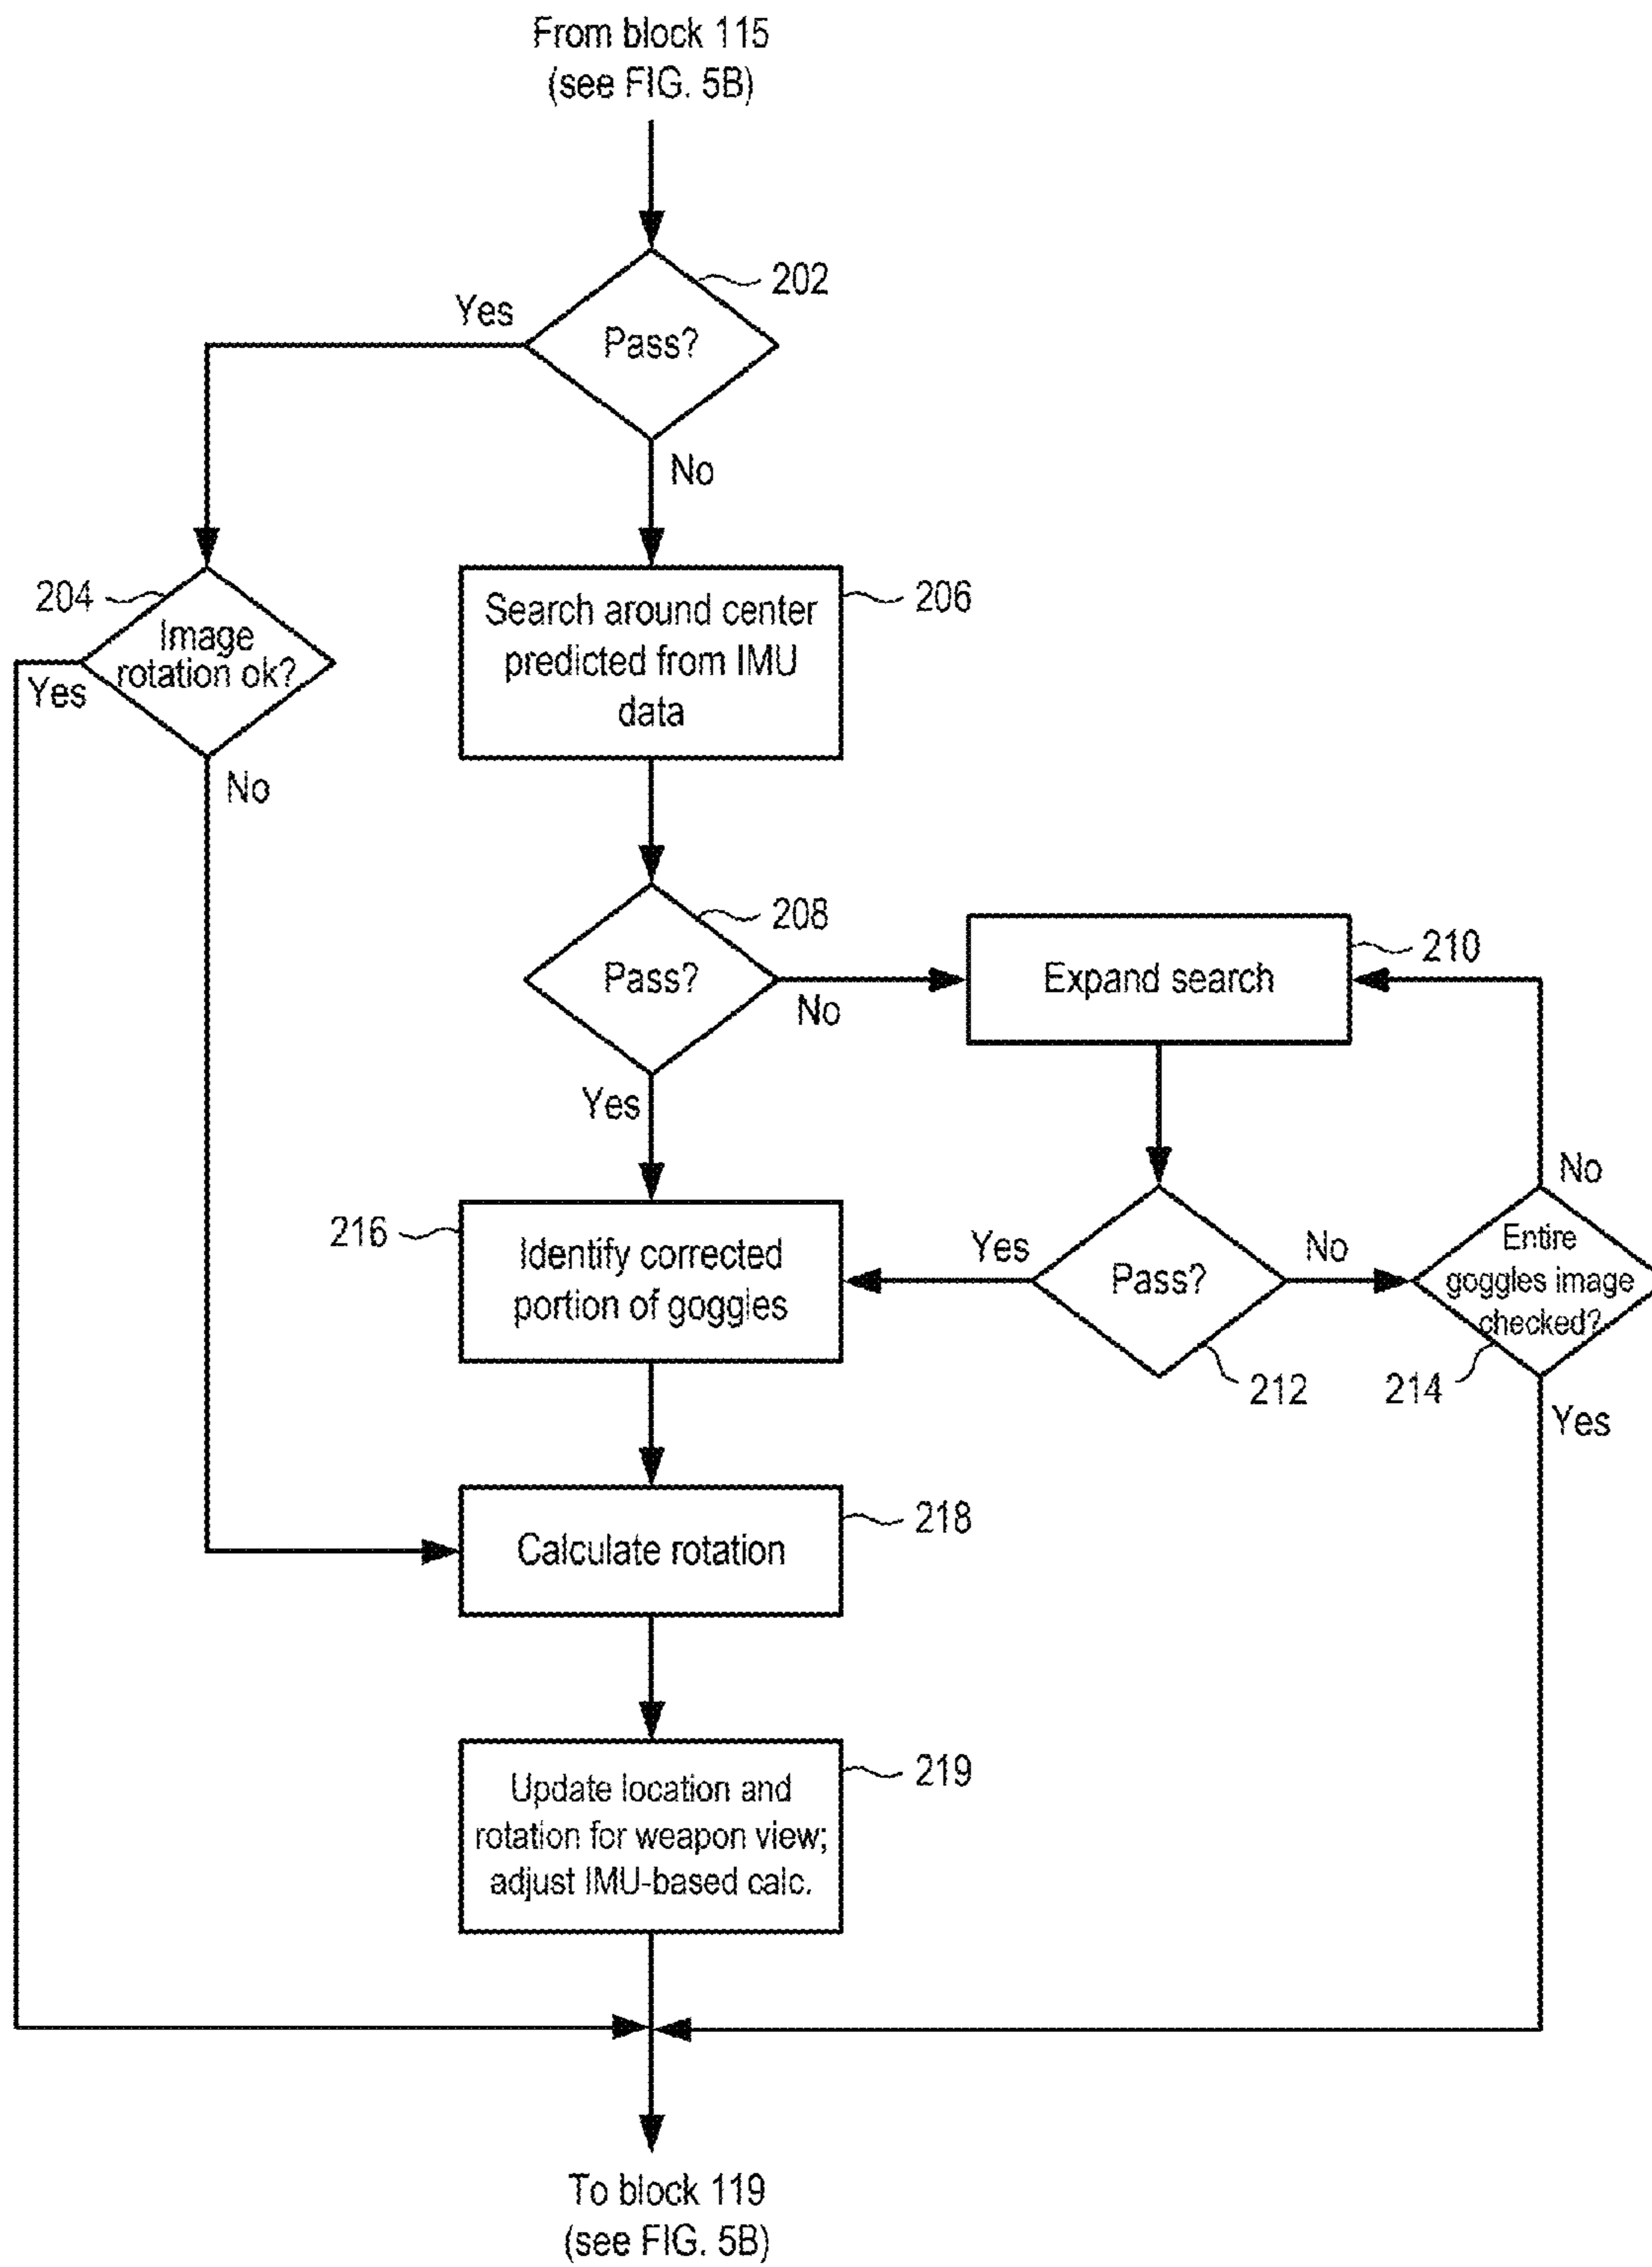 From block 115
(see FIG. 5B)
202
Yes
Pass?
No
204
Image
rotation ok?
Yes
No
206
Search around center
predicted from IMU
data
208
Pass?
No
Yes
210
Expand search
No
216
Identify corrected
portion of goggles
Yes
Pass?
No
Entire
goggles image
checked?
212
214
Yes
218
Calculate rotation
219
Update location and
rotation for weapon view;
adjust IMU-based calc.
To block 119
(see FIG. 5B)